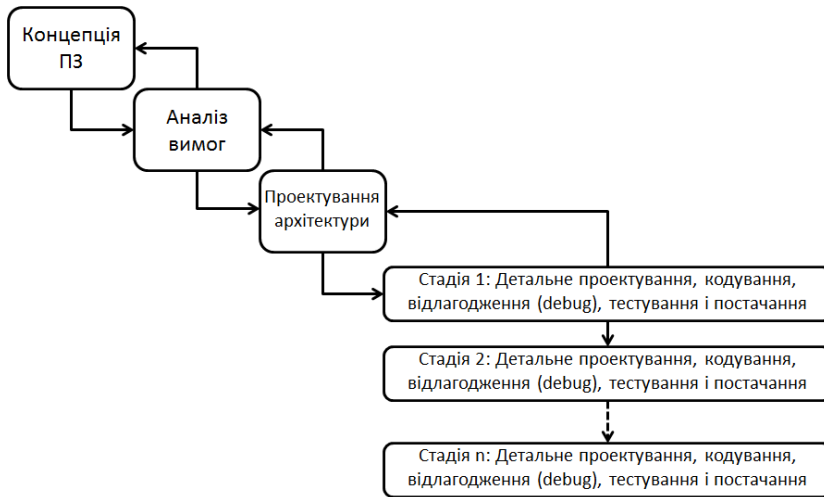 Концепція
ПЗ
Аналіз
вимог
Проектування
архітектури
Стадія 1: Детальне проектування, кодування,
відлагодження (debug), тестування і постачання
Стадія 2: Детальне проектування, кодування,
відлагодження (debug), тестування і постачання
Стадія n: Детальне проектування, кодування,
відлагодження (debug), тестування і постачання